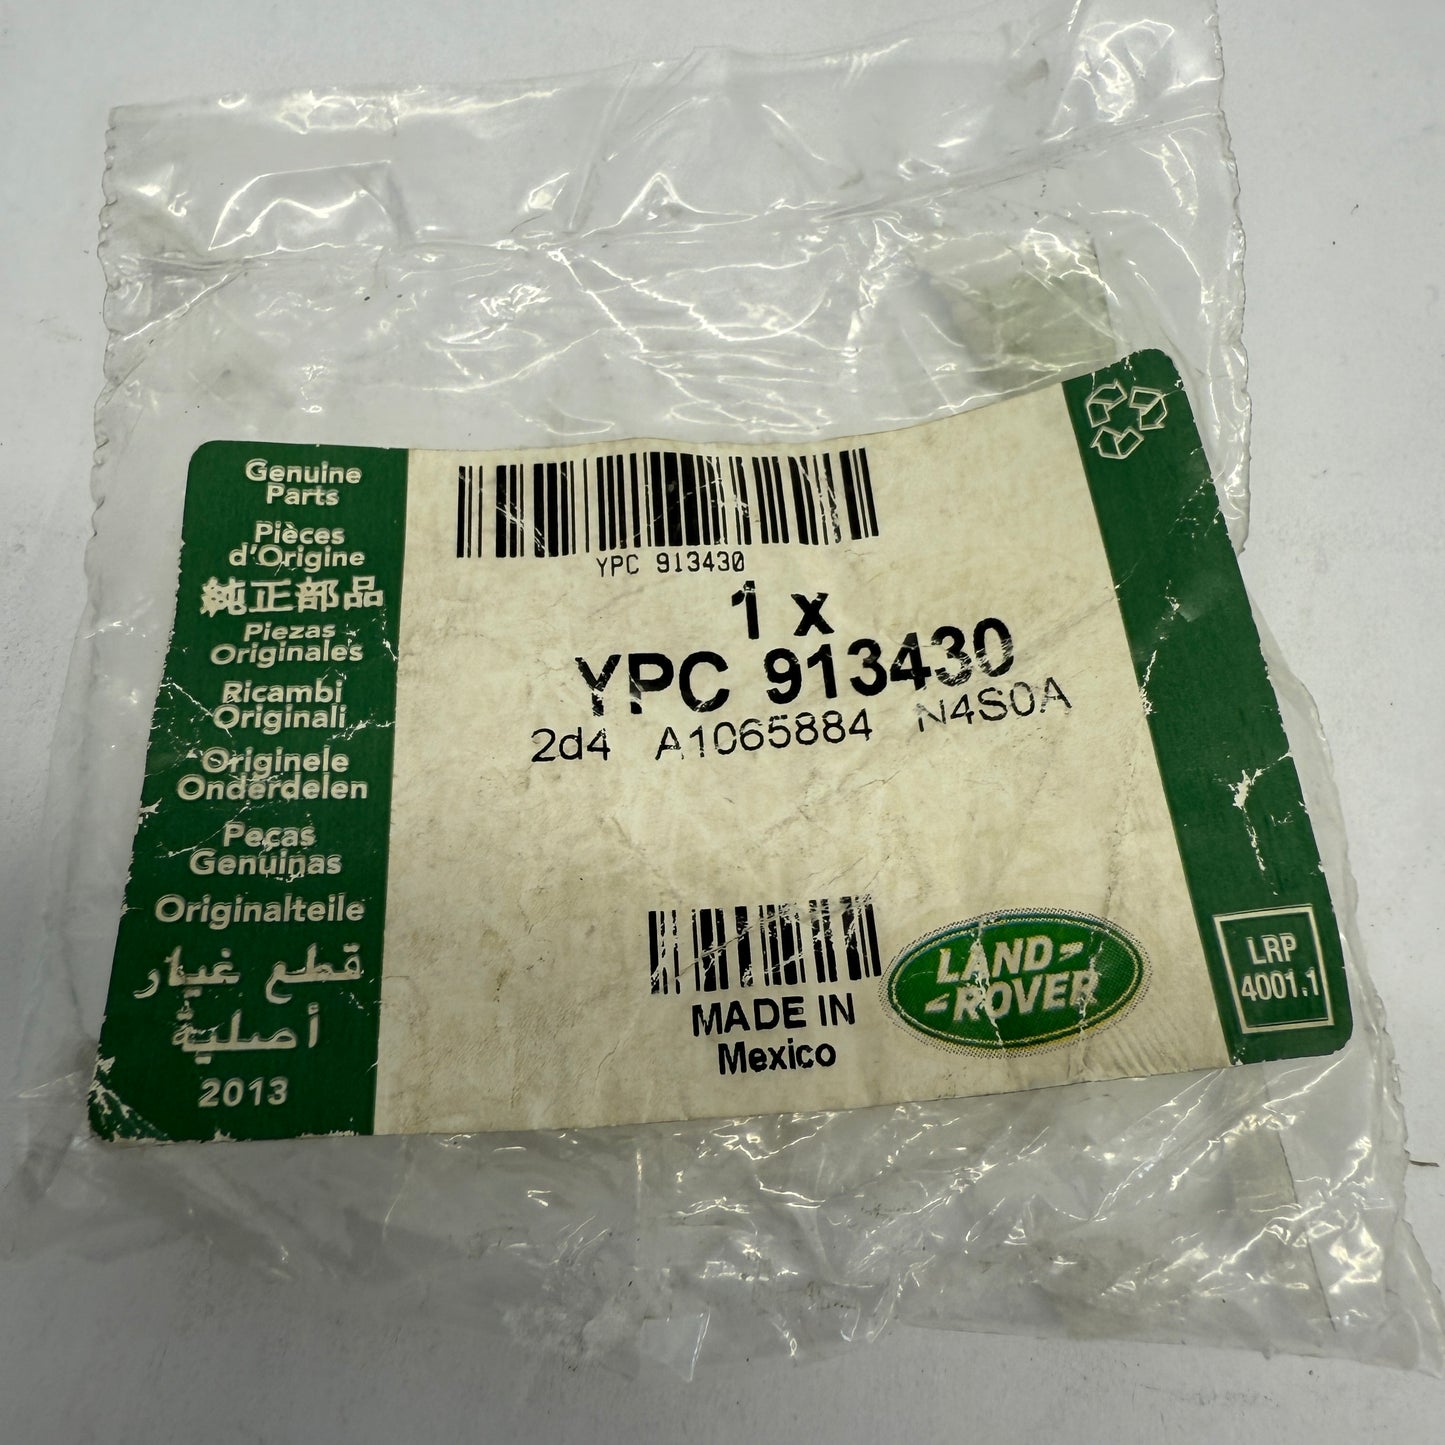 Genuine
Parts
Pièces
d'Origine
純正部品
Piezas
Originales
Ricambi
Originali
Originele
Onderdelen
Peças
Genuinas
Originalteile
قطع غيار
أصلية
2013
YPC 913430
1 x
YPC 913430
2d4 A1065884 N4S0A
MADE IN
Mexico
LAND-
-ROVER
LRP
4001.1